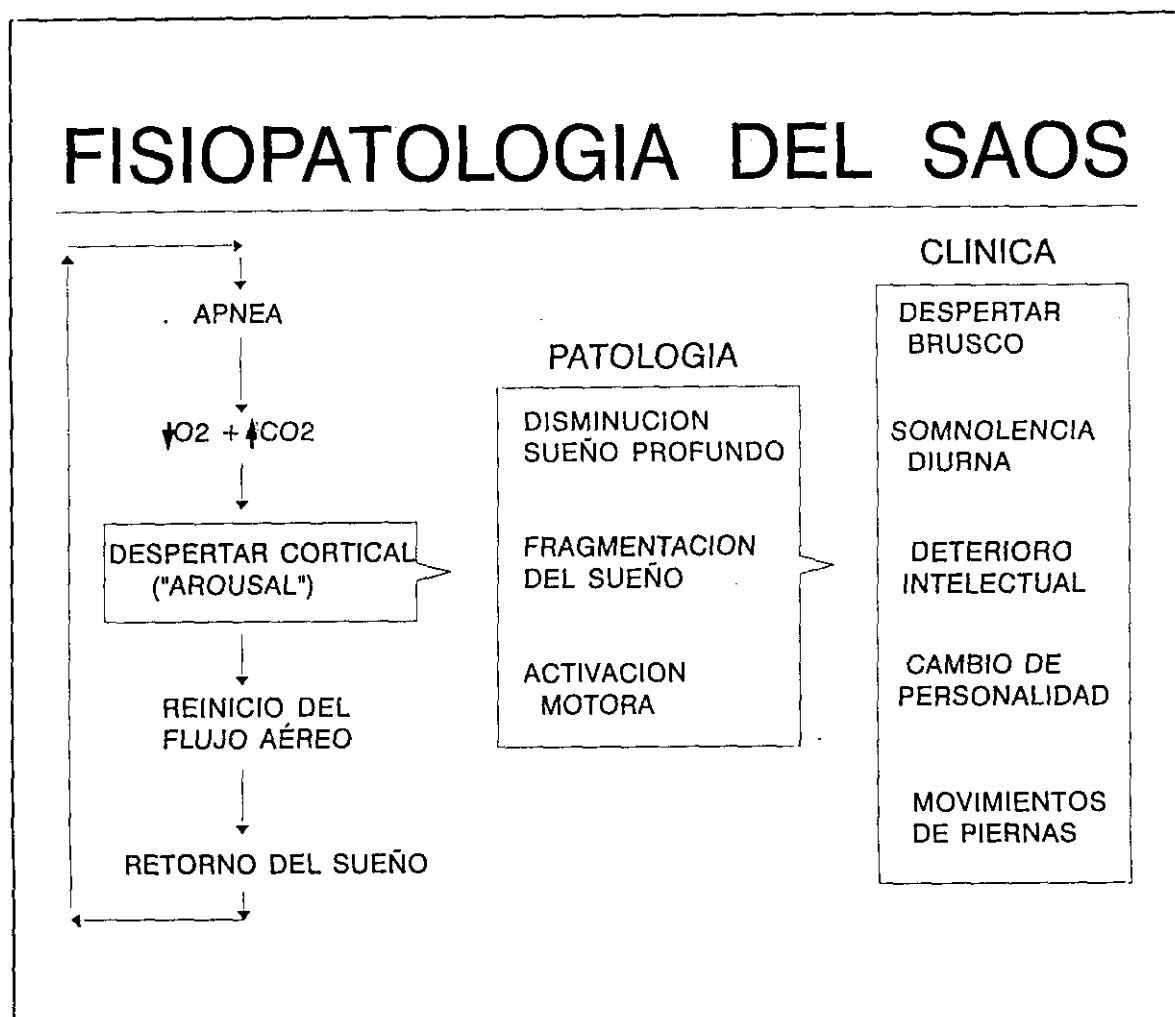 FISIOPATOLOGIA DEL SAOS
APNEA
↓O2 + ↑CO2
DESPERTAR CORTICAL
("AROUSAL")
REINICIO DEL
FLUJO AÉREO
RETORNO DEL SUEÑO
PATOLOGIA
DISMINUCION
SUEÑO PROFUNDO
FRAGMENTACION
DEL SUEÑO
ACTIVACION
MOTORA
CLINICA
DESPERTAR
BRUSCO
SOMNOLENCIA
DIURNA
DETERIORO
INTELECTUAL
CAMBIO DE
PERSONALIDAD
MOVIMIENTOS
DE PIERNAS